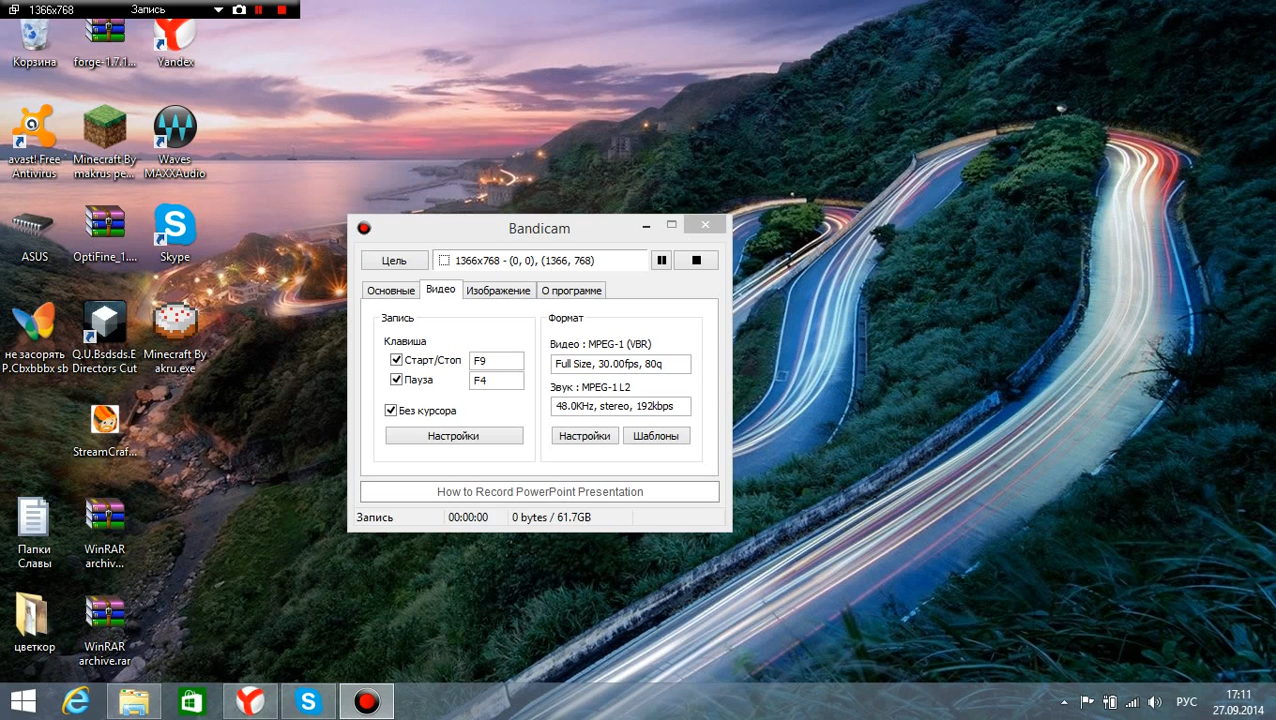 1366x768
Запись
Корзина
forge-1.7.1...
Yandex
avast! Free
Antivirus
Minecraft By
makrus pe...
Waves
MAXXAudio
ASUS
OptiFine_1....
Skype
не засорять
P.Cbxbbbx sb
Q.U.Bsdsds.E
Directors Cut
Minecraft By
akru.exe
StreamCraf...
Папки
Славы
WinRAR
archiv...
цветкор
WinRAR
archive.rar
Bandicam
Цель
1366x768 - (0, 0), (1366, 768)
Основные
Видео
Изображение
О программе
Запись
Клавиша
Старт/Стоп
F9
Пауза
F4
Без курсора
Настройки
Формат
Видео : MPEG-1 (VBR)
Full Size, 30.00fps, 80q
Звук : MPEG-1 L2
48.0KHz, stereo, 192kbps
Настройки
Шаблоны
How to Record PowerPoint Presentation
Запись
00:00:00
0 bytes / 61.7GB
РУС
17:11
27.09.2014